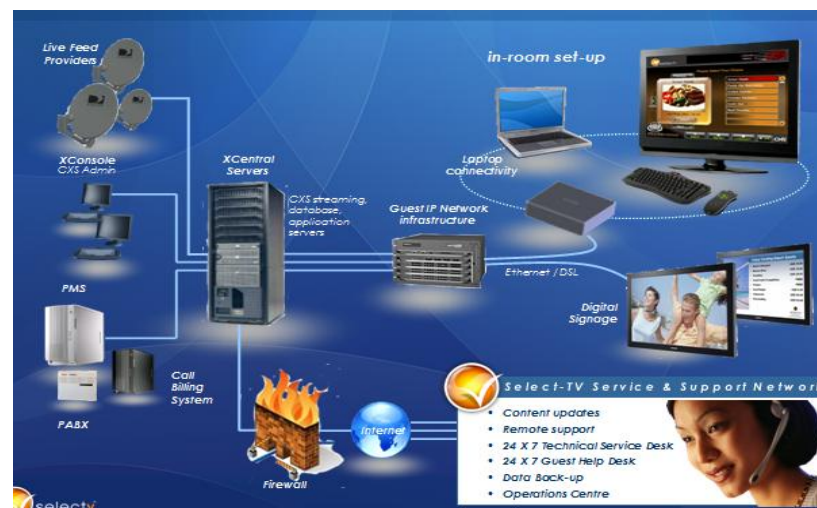 Live Feed
Providers
in-room set-up
XConsole
CXS Admin
XCentral
Servers
Laptop
connectivity
CXS streaming,
database,
application
servers
Guest IP Network
infrastructure
Ethernet / DSL
PMS
Digital
Signage
Call
Billing
System
PABX
Select-TV Service & Support Networ
Internet
Firewall
• Content updates
• Remote support
• 24 X 7 Technical Service Desk
• 24 X 7 Guest Help Desk
• Data Back-up
• Operations Centre
selectv